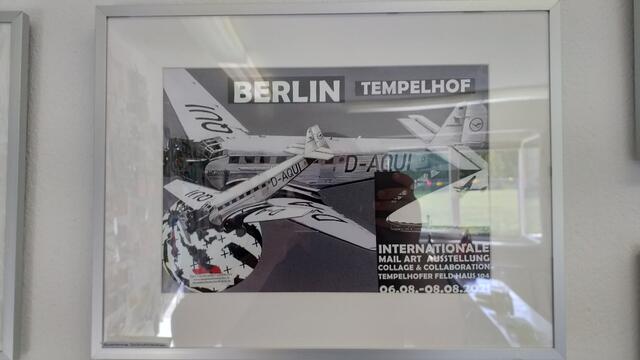 BERLIN TEMPELHOF
IUQ
D-AQUI
D-AQUI
INTERNATIONALE
MAIL ART AUSSTELLUNG
COLLAGE & COLLABORATION
TEMPELHOFER FELD HAUS 104
06.08.-08.08.2021